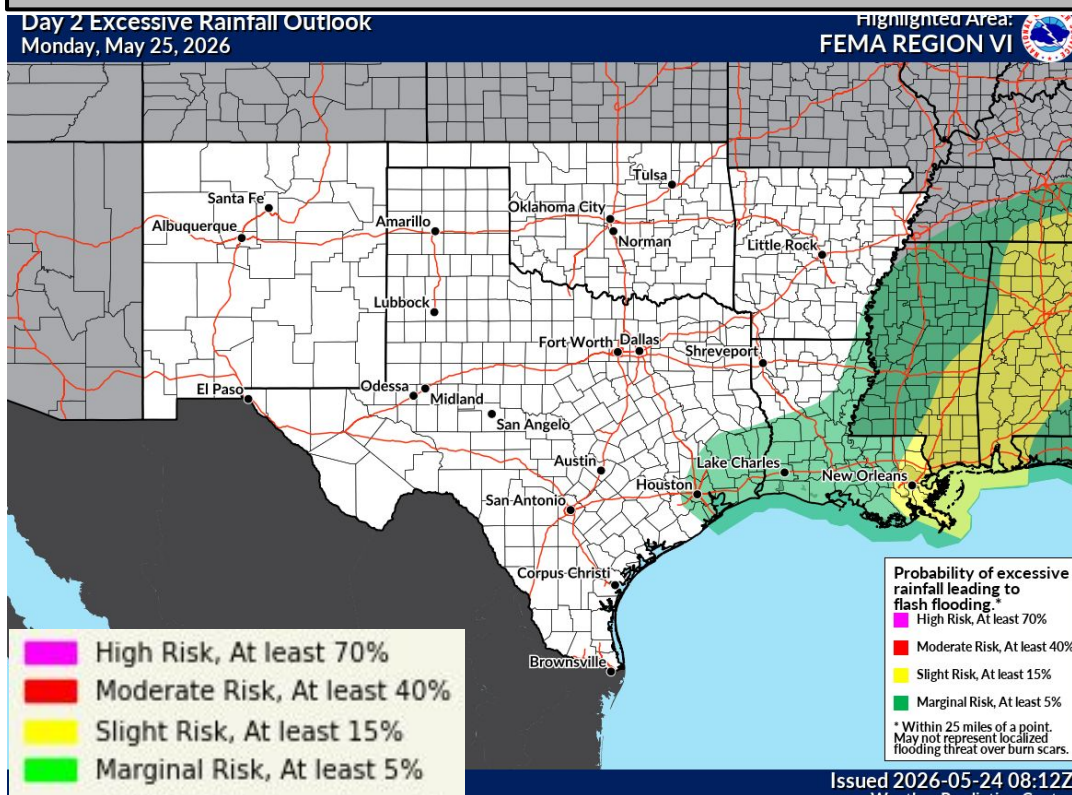 Day 2 Excessive Rainfall Outlook
Monday, May 25, 2026
Highlighted Area:
FEMA REGION VI
Tulsa
Santa Fe
Oklahoma City
Albuquerque
Amarillo
Norman
Little Rock
Lubbock
Fort Worth
Dallas
Shreveport
El Paso
Odessa
Midland
San Angelo
Austin
Lake Charles
Houston
New Orleans
San Antonio
Corpus Christi
Brownsville
Probability of excessive
rainfall leading to
flash flooding.*
High Risk, At least 70%
Moderate Risk, At least 40%
Slight Risk, At least 15%
Marginal Risk, At least 5%
* Within 25 miles of a point.
May not represent localized
flooding threat over burn scars.
High Risk, At least 70%
Moderate Risk, At least 40%
Slight Risk, At least 15%
Marginal Risk, At least 5%
Issued 2026-05-24 08:12Z